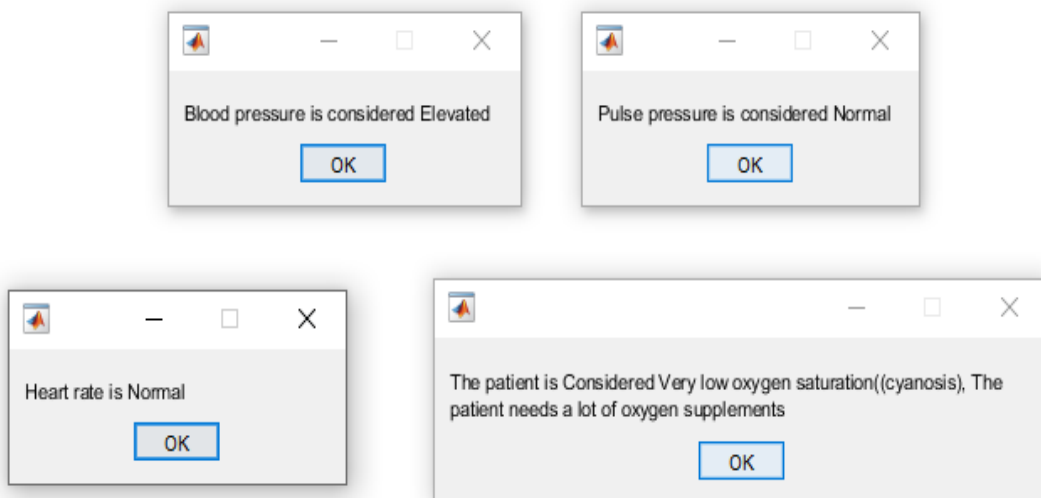 Blood pressure is considered Elevated
OK
Pulse pressure is considered Normal
OK
Heart rate is Normal
OK
The patient is Considered Very low oxygen saturation((cyanosis), The
patient needs a lot of oxygen supplements
OK